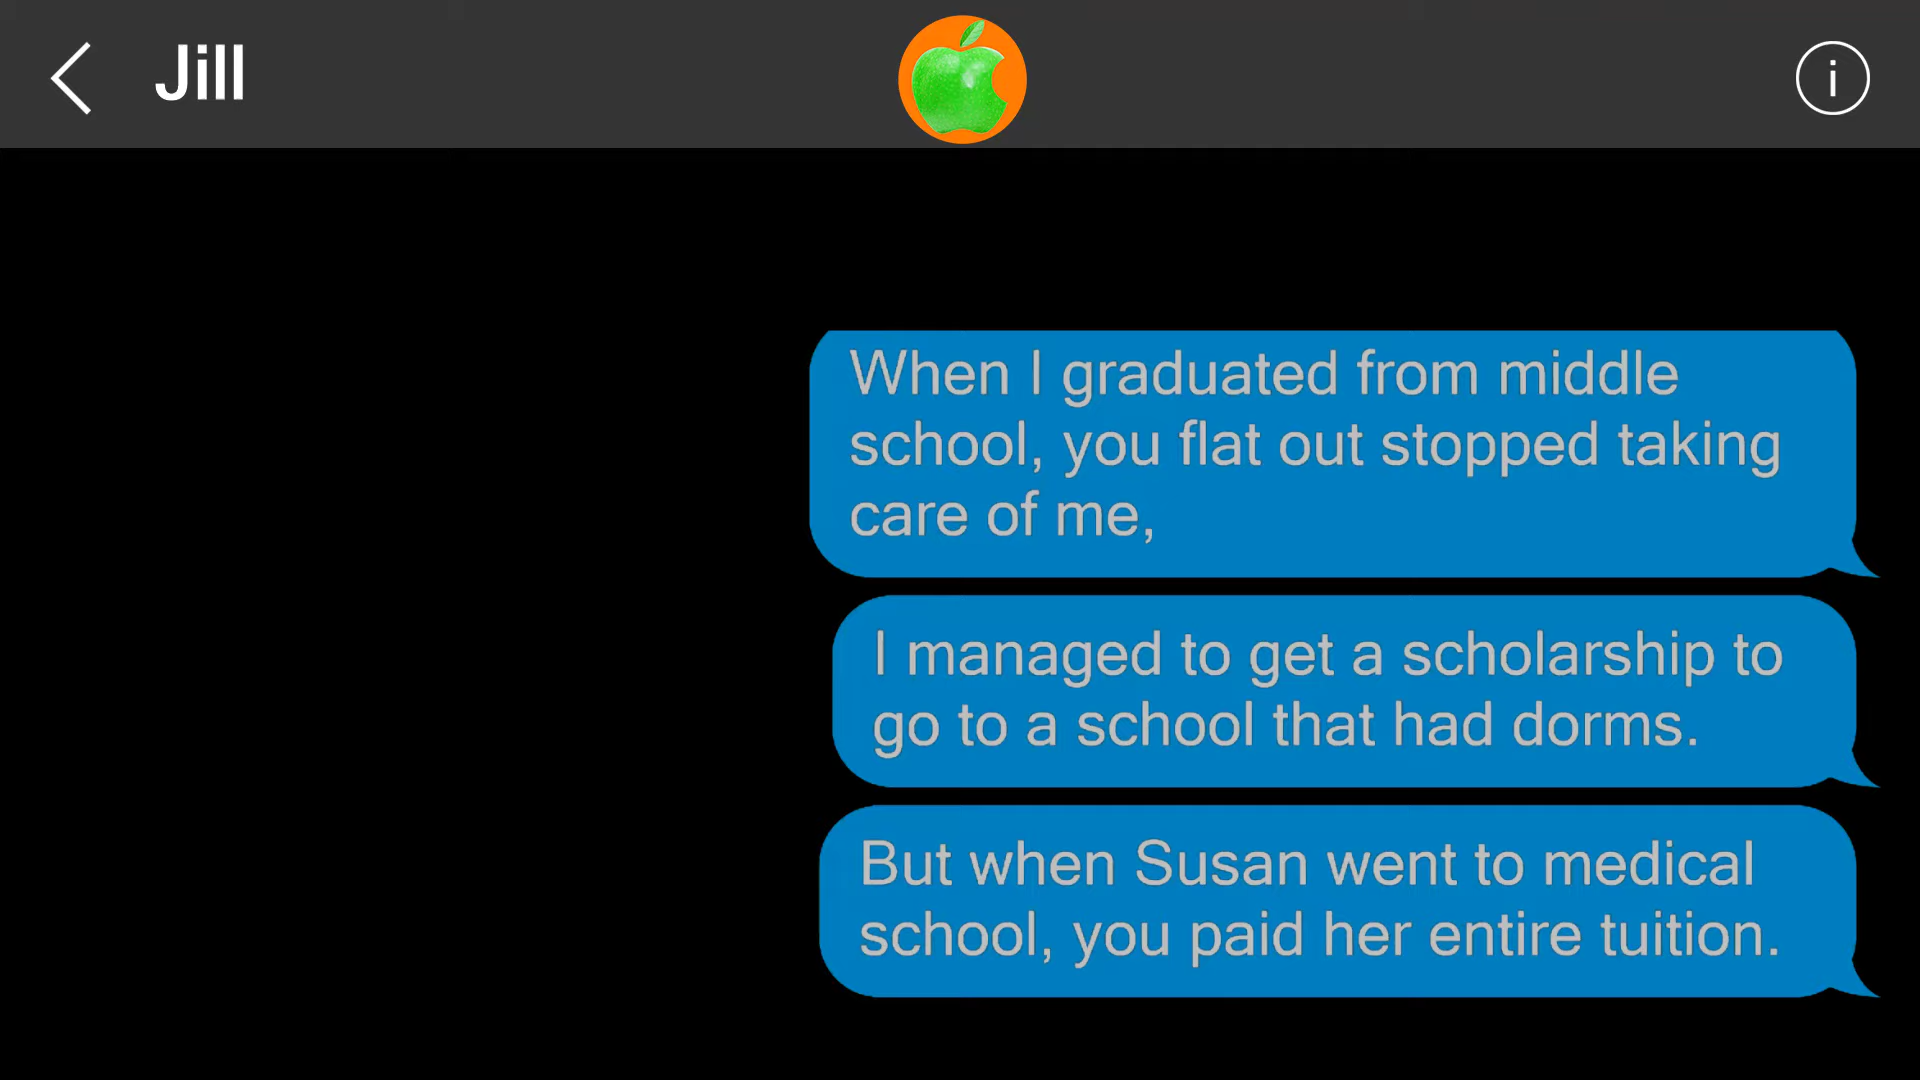 Jill
i
When I graduated from middle
school, you flat out stopped taking
care of me,
I managed to get a scholarship to
go to a school that had dorms.
But when Susan went to medical
school, you paid her entire tuition.